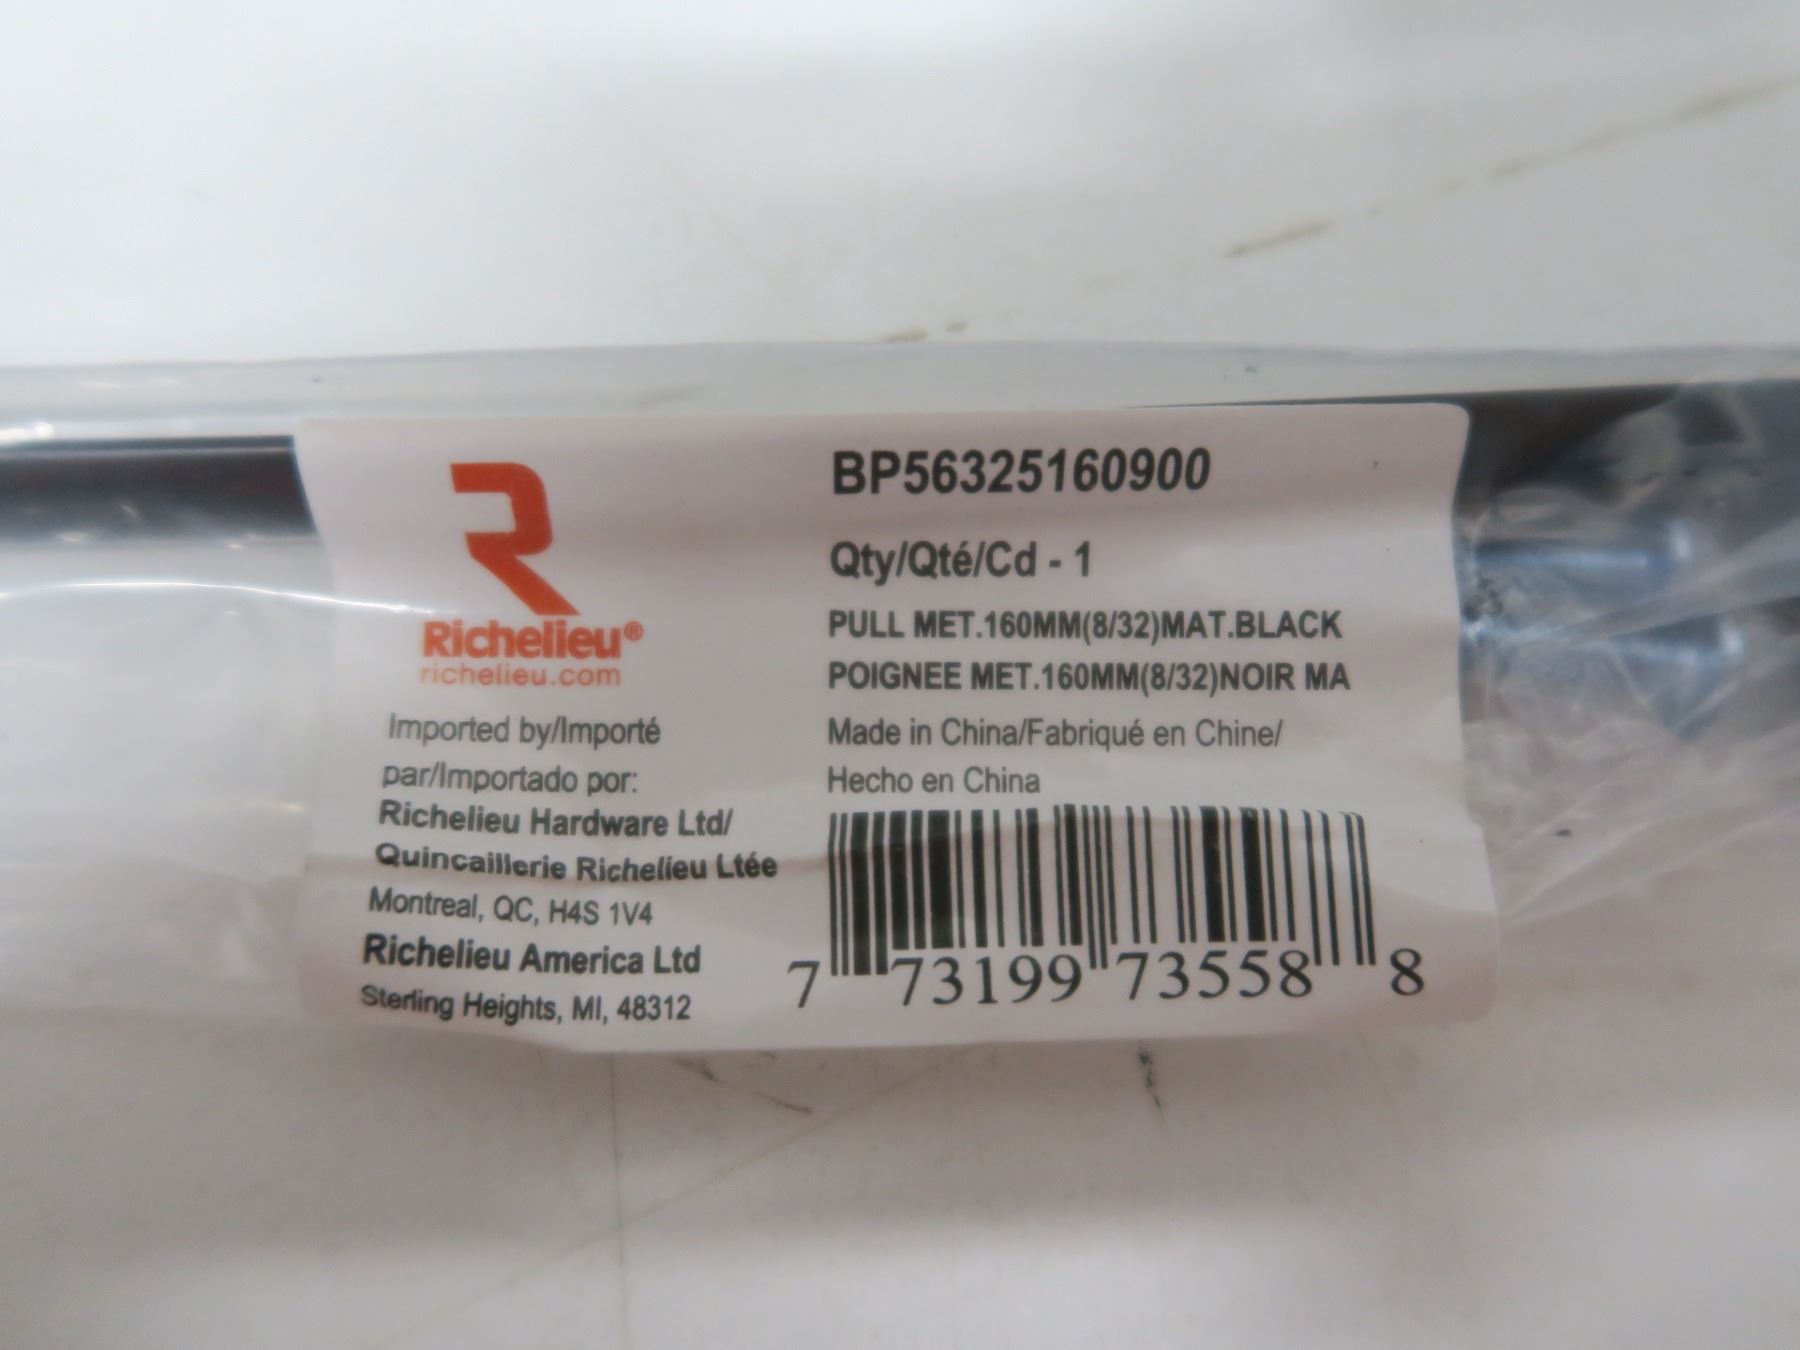 R
Richelieu®
richelieu.com
Imported by/Importé
par/Importado por:
Richelieu Hardware Ltd/
Quincaillerie Richelieu Ltée
Montreal, QC, H4S 1V4
Richelieu America Ltd
Sterling Heights, MI, 48312
BP56325160900
Qty/Qté/Cd - 1
PULL MET.160MM(8/32)MAT.BLACK
POIGNEE MET.160MM(8/32)NOIR MA
Made in China/Fabriqué en Chine/
Hecho en China
7 73199 73558 8